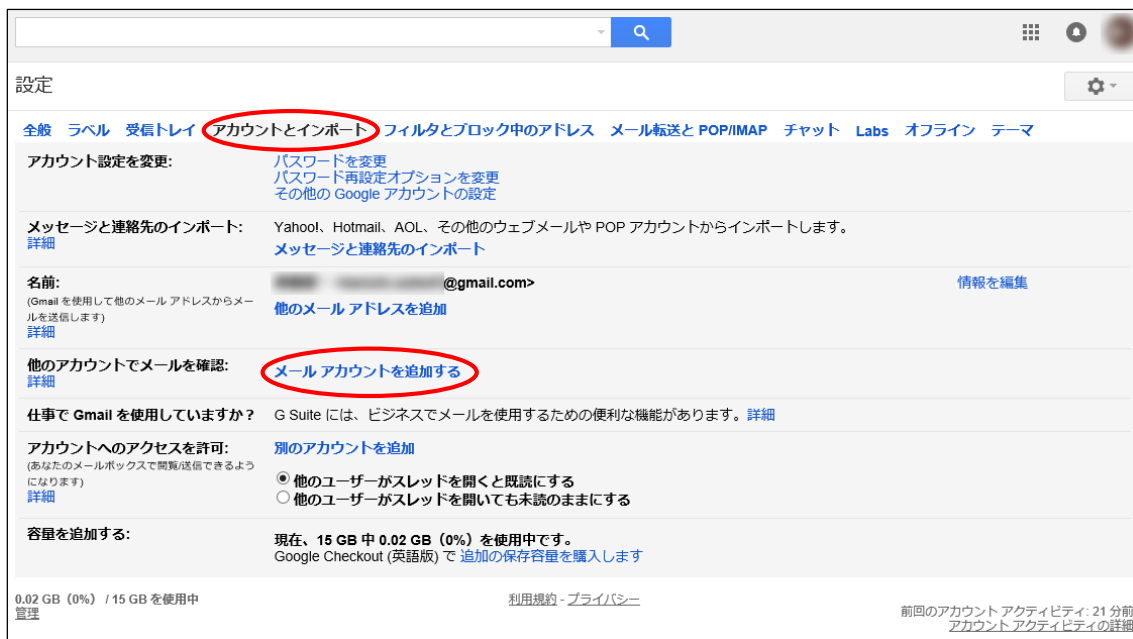 設定
全般 ラベル 受信トレイ アカウントとインポート フィルタとブロック中のアドレス メール転送と POP/IMAP チャット Labs オフライン テーマ
アカウント設定を変更:
パスワードを変更
パスワード再設定オプションを変更
その他の Google アカウントの設定
メッセージと連絡先のインポート:
詳細
Yahoo!、Hotmail、AOL、その他のウェブメールや POP アカウントからインポートします。
メッセージと連絡先のインポート
名前:
(Gmail を使用して他のメール アドレスからメー
ルを送信します)
詳細
@gmail.com>
情報を編集
他のメール アドレスを追加
他のアカウントでメールを確認:
詳細
メール アカウントを追加する
仕事で Gmail を使用していますか？ G Suite には、ビジネスでメールを使用するための便利な機能があります。詳細
アカウントへのアクセスを許可:
(あなたのメールボックスで閲覧/送信できるよう
になります)
詳細
別のアカウントを追加
他のユーザーがスレッドを開くと既読にする
他のユーザーがスレッドを開いても未読のままにする
容量を追加する:
現在、15 GB 中 0.02 GB（0%）を使用中です。
Google Checkout (英語版) で 追加の保存容量を購入します
0.02 GB（0%） / 15 GB を使用中
管理
利用規約 - プライバシー
前回のアカウント アクティビティ: 21 分前
アカウント アクティビティの詳細